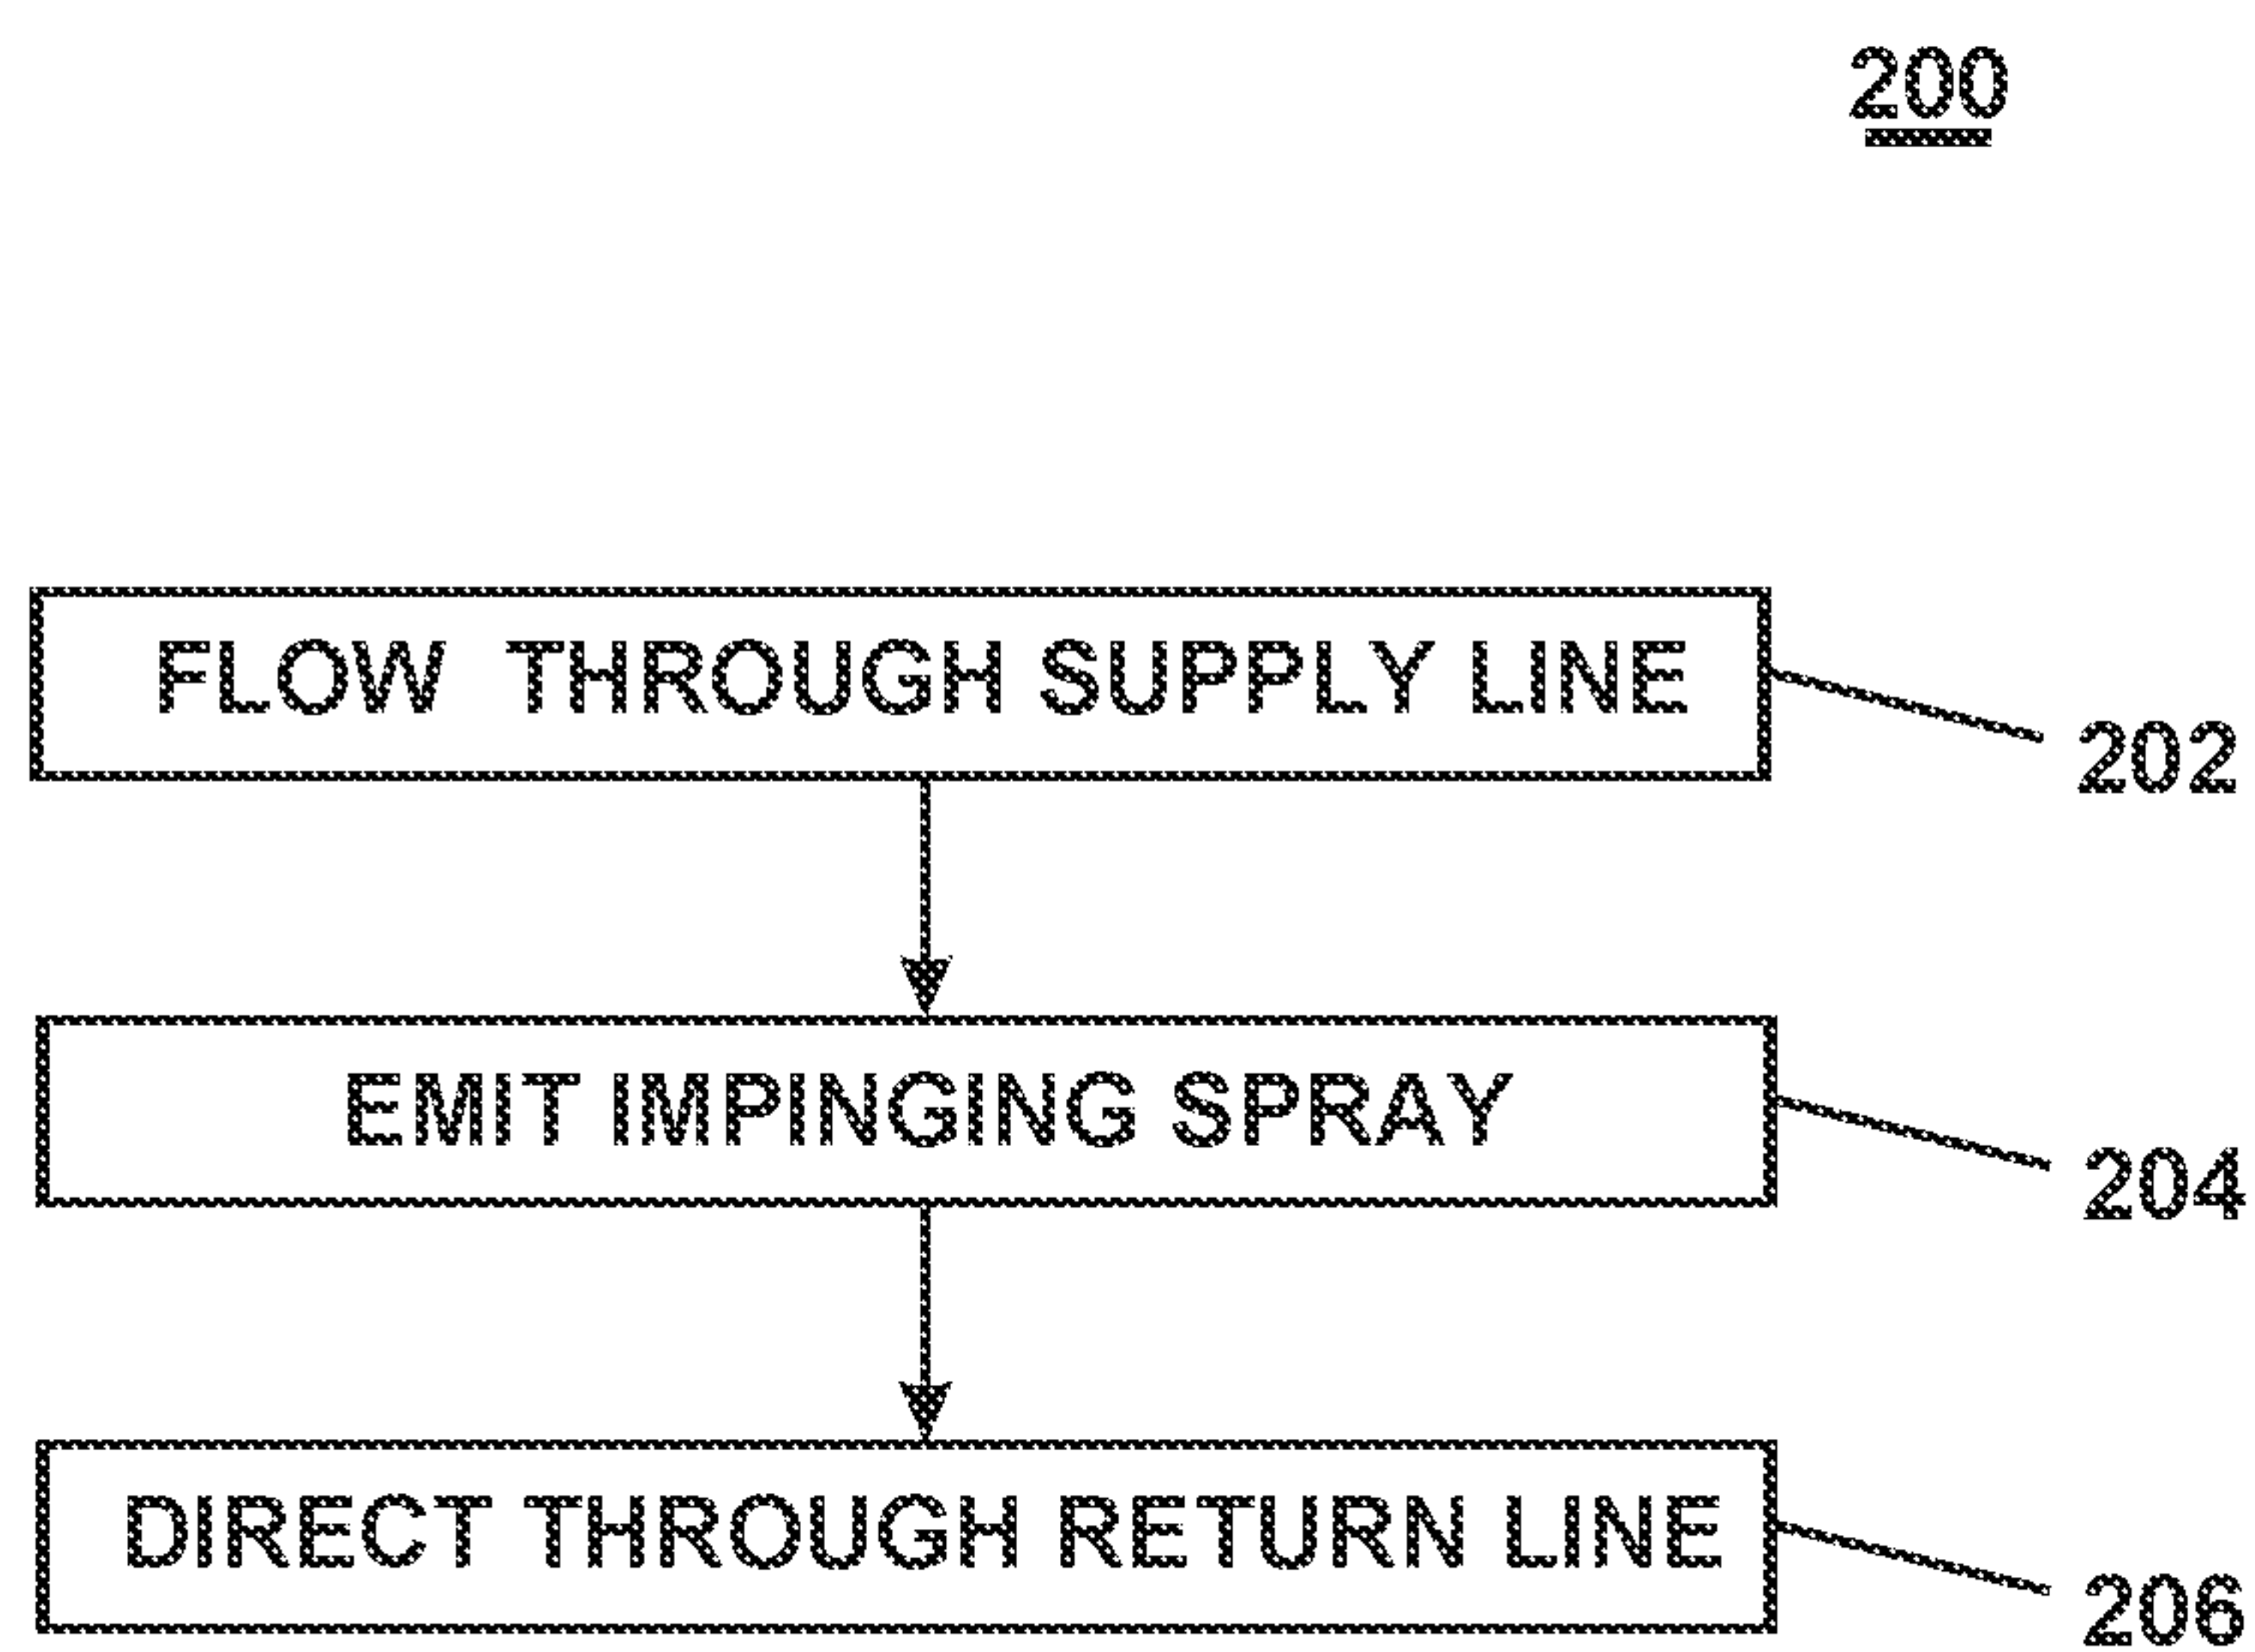 200
FLOW THROUGH SUPPLY LINE
202
EMIT IMPINGING SPRAY
204
DIRECT THROUGH RETURN LINE
206